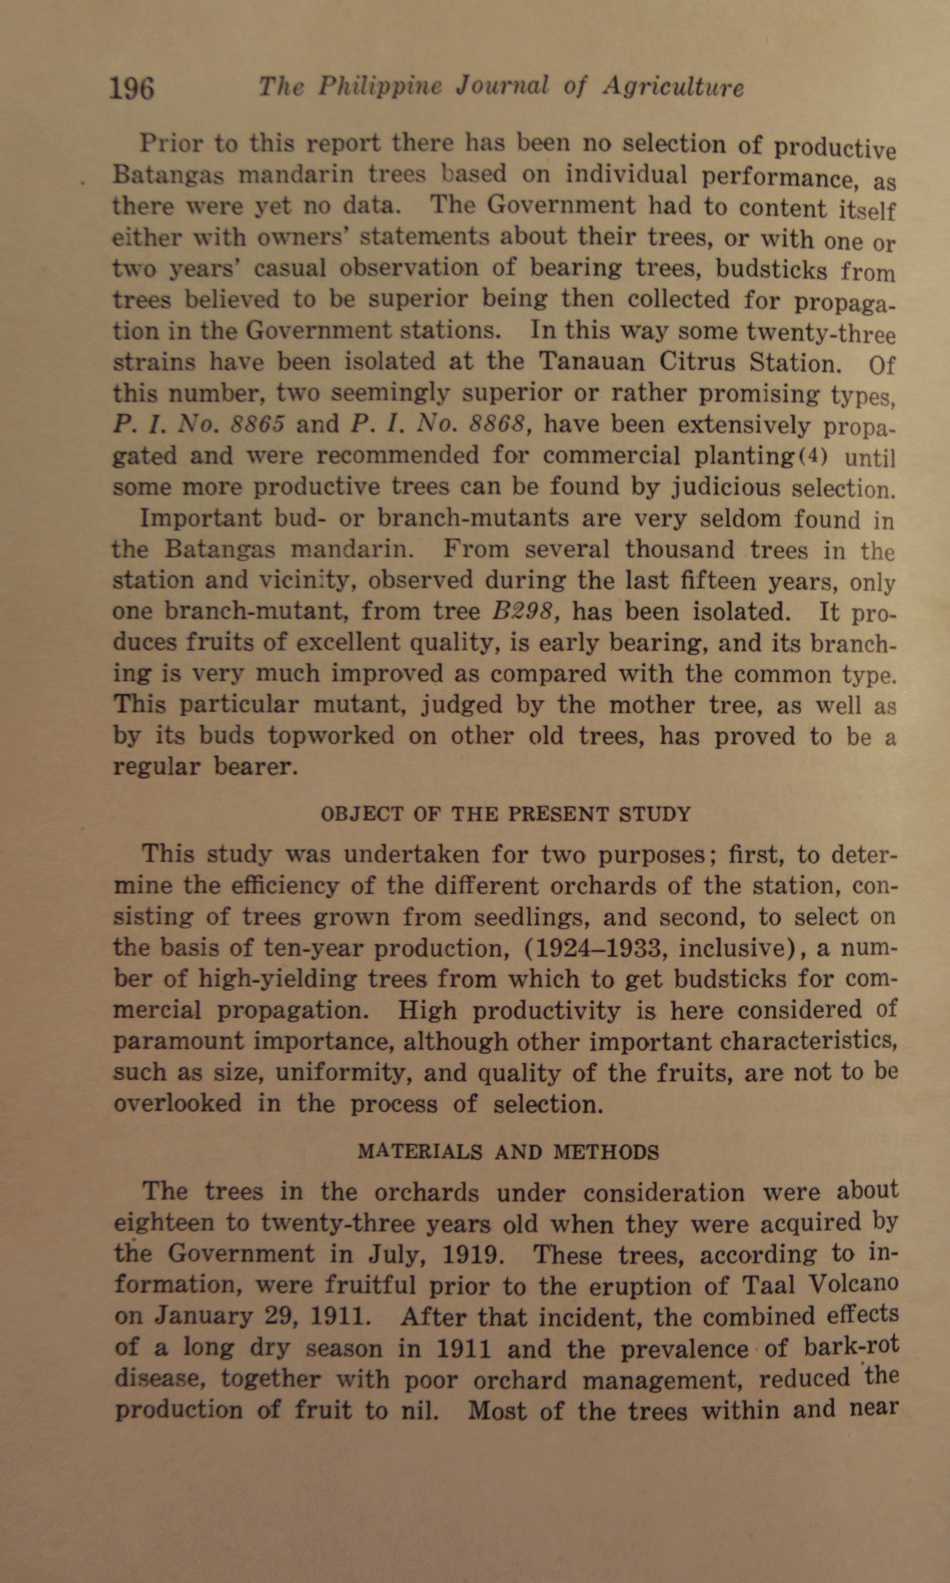 196 The Philippine Journal of Agriculture
Prior to this report there has been no selection of productive
Batangas mandarin trees based on individual performance, as
there were yet no data. The Government had to content itself
either with owners' statements about their trees, or with one or
two years' casual observation of bearing trees, budsticks from
trees believed to be superior being then collected for propaga-
tion in the Government stations. In this way some twenty-three
strains have been isolated at the Tanauan Citrus Station. Of
this number, two seemingly superior or rather promising types,
P. I. No. 8865 and P. I. No. 8868, have been extensively propa-
gated and were recommended for commercial planting(4) until
some more productive trees can be found by judicious selection.
Important bud- or branch-mutants are very seldom found in
the Batangas mandarin. From several thousand trees in the
station and vicinity, observed during the last fifteen years, only
one branch-mutant, from tree B298, has been isolated. It pro-
duces fruits of excellent quality, is early bearing, and its branch-
ing is very much improved as compared with the common type.
This particular mutant, judged by the mother tree, as well as
by its buds topworked on other old trees, has proved to be a
regular bearer.
OBJECT OF THE PRESENT STUDY
This study was undertaken for two purposes; first, to deter-
mine the efficiency of the different orchards of the station, con-
sisting of trees grown from seedlings, and second, to select on
the basis of ten-year production, (1924–1933, inclusive), a num-
ber of high-yielding trees from which to get budsticks for com-
mercial propagation. High productivity is here considered of
paramount importance, although other important characteristics,
such as size, uniformity, and quality of the fruits, are not to be
overlooked in the process of selection.
MATERIALS AND METHODS
The trees in the orchards under consideration were about
eighteen to twenty-three years old when they were acquired by
the Government in July, 1919. These trees, according to in-
formation, were fruitful prior to the eruption of Taal Volcano
on January 29, 1911. After that incident, the combined effects
of a long dry season in 1911 and the prevalence of bark-rot
disease, together with poor orchard management, reduced the
production of fruit to nil. Most of the trees within and near